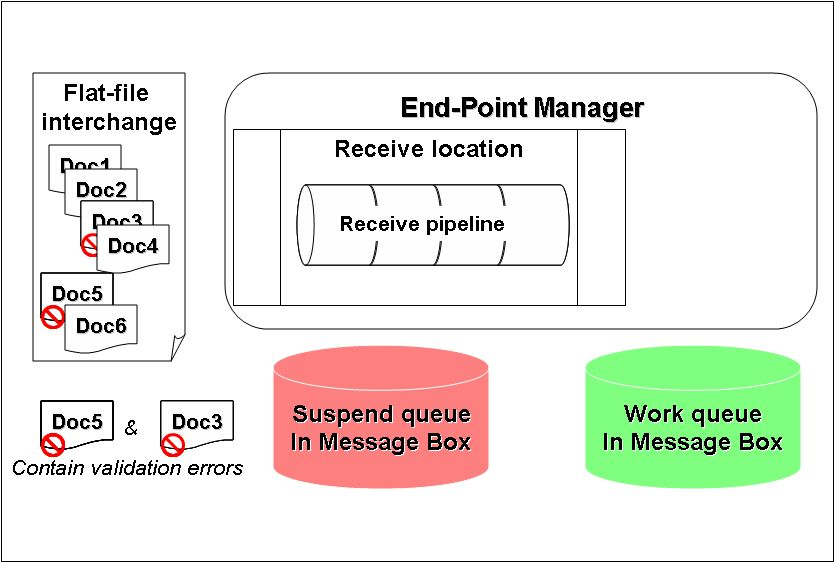 Flat-file
interchange
Doc1
Doc2
Doc3
Doc4
Doc5
Doc6
End-Point Manager
Receive location
Receive pipeline
Doc5 & Doc3
Contain validation errors
Suspend queue
In Message Box
Work queue
In Message Box